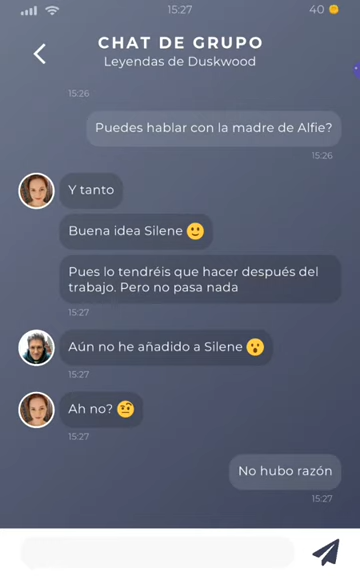 15:27
40
CHAT DE GRUPO
Leyendas de Duskwood
15:26
Puedes hablar con la madre de Alfie?
15:26
Y tanto
Buena idea Silene 🙂
Pues lo tendréis que hacer después del
trabajo. Pero no pasa nada
15:27
Aún no he añadido a Silene 😮
15:27
Ah no? 🤨
15:27
No hubo razón
15:27